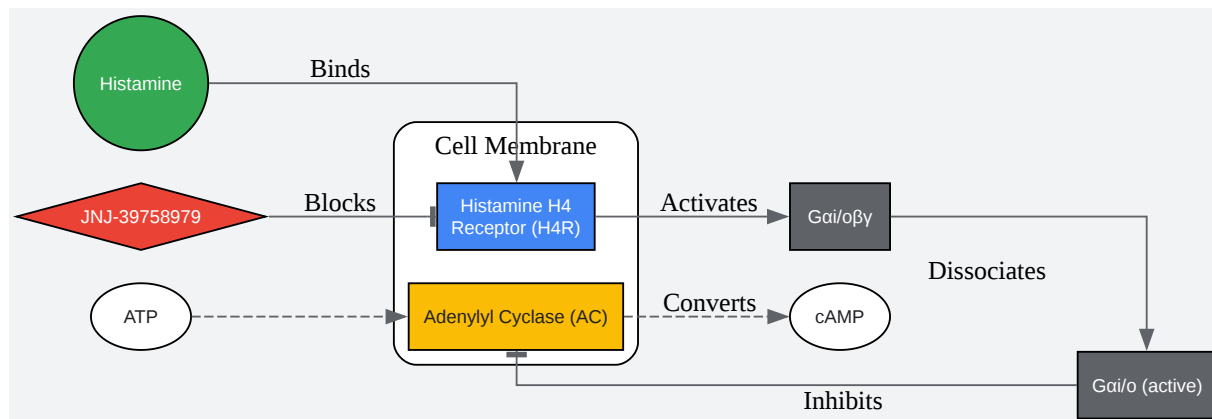 Histamine
Binds
Cell Membrane
JNJ-39758979
Blocks
Histamine H4
Receptor (H4R)
Activates
Gαi/oβγ
Dissociates
ATP
Adenylyl Cyclase (AC)
Converts
cAMP
Gαi/o (active)
Inhibits